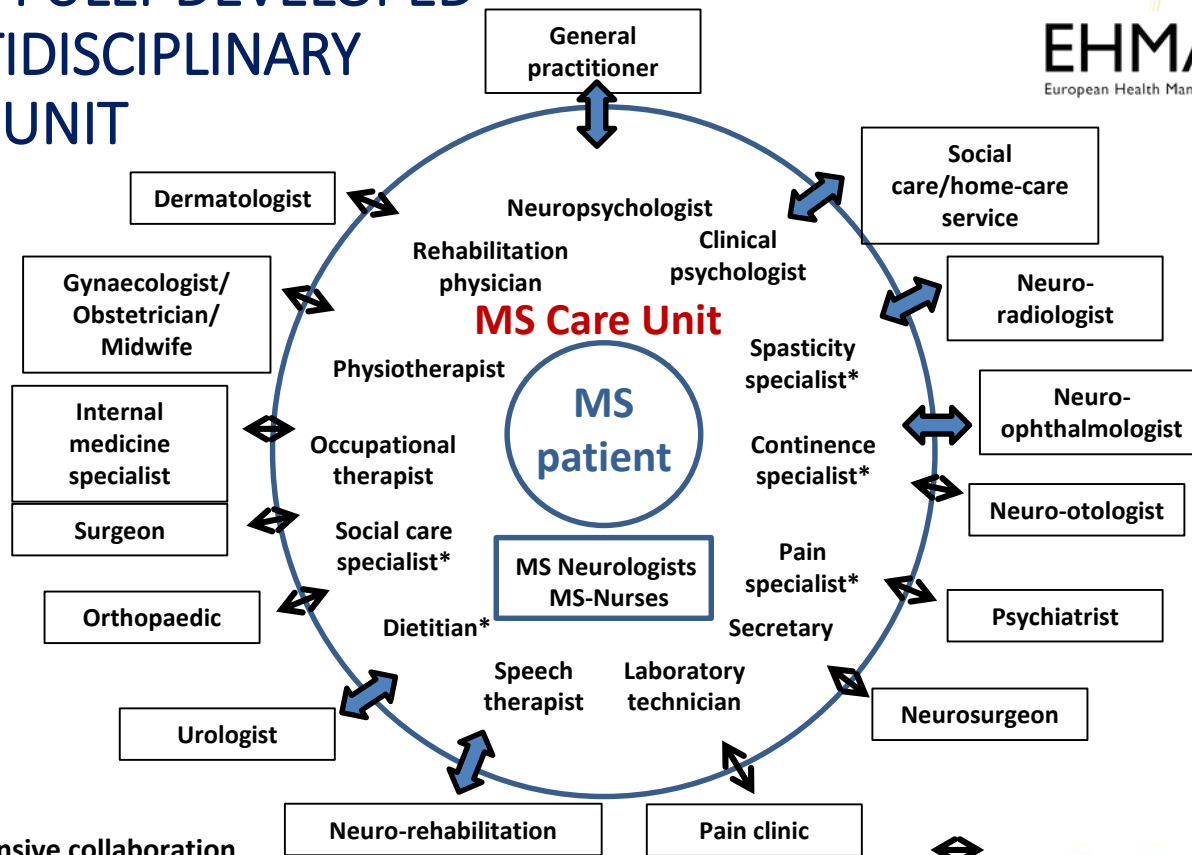 FULLY DEVELOPED
TIDISCIPLINARY
UNIT
EHMA
European Health Man
General
practitioner
Social
care/home-care
service
Dermatologist
Neuropsychologist
Clinical
psychologist
Rehabilitation
physician
Gynaecologist/
Obstetrician/
Midwife
Neuro-
radiologist
MS Care Unit
Physiotherapist
Spasticity
specialist*
MS
patient
Internal
medicine
specialist
Neuro-
ophthalmologist
Occupational
therapist
Continence
specialist*
Surgeon
Neuro-otologist
Social care
specialist*
MS Neurologists
MS-Nurses
Pain
specialist*
Orthopaedic
Psychiatrist
Dietitian*
Secretary
Speech
therapist
Laboratory
technician
Urologist
Neurosurgeon
Neuro-rehabilitation
Pain clinic
nsive collaboration